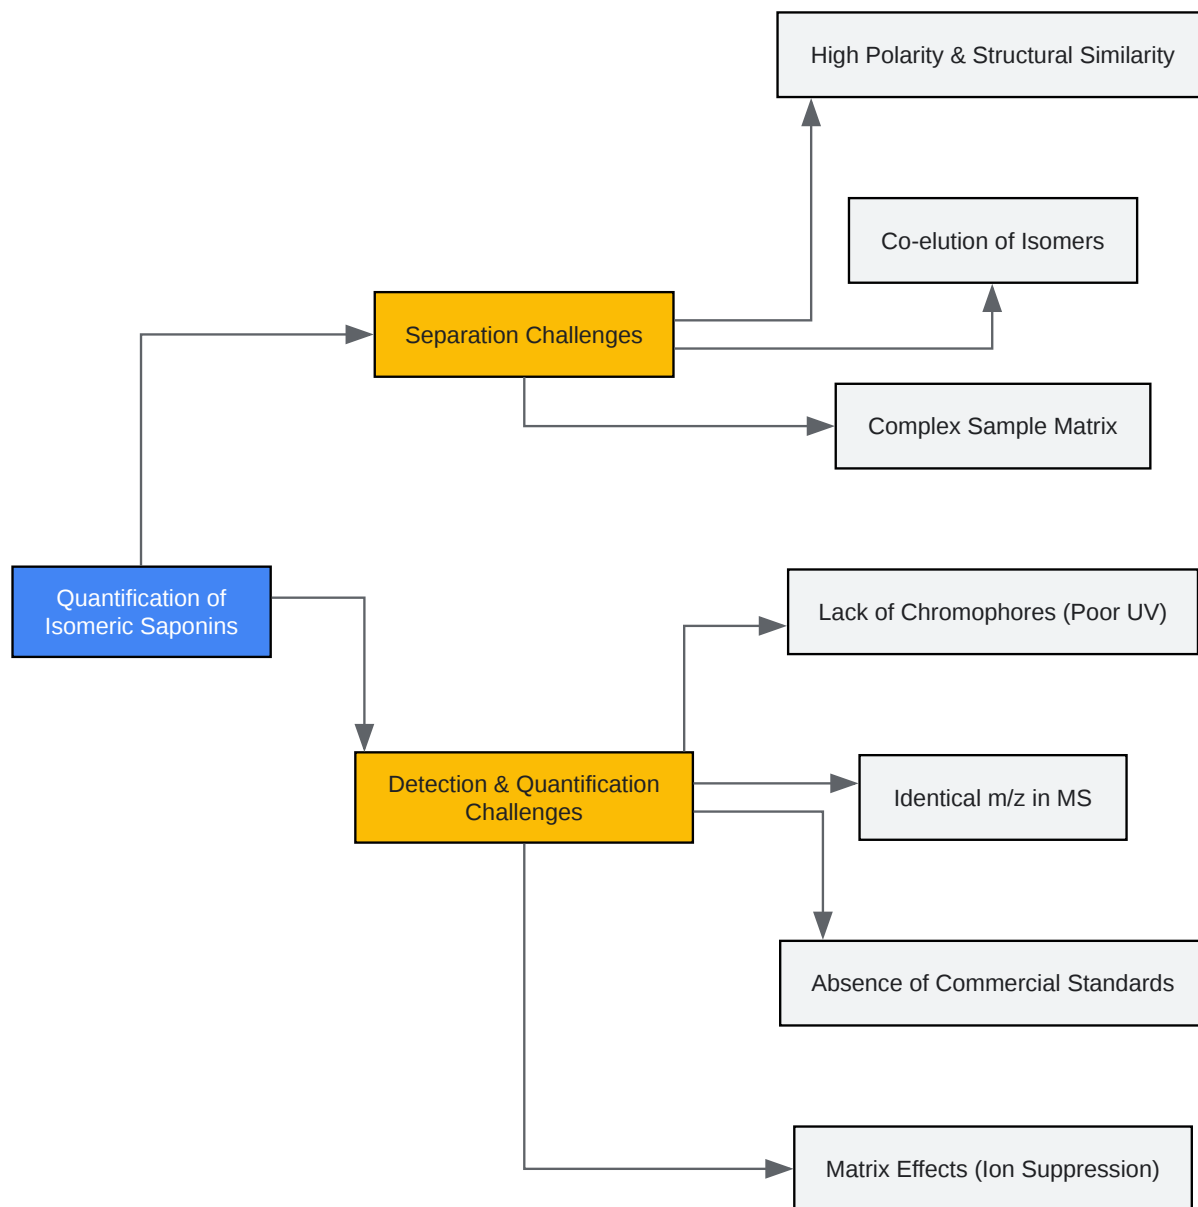 High Polarity & Structural Similarity
Co-elution of Isomers
Separation Challenges
Complex Sample Matrix
Quantification of
Isomeric Saponins
Lack of Chromophores (Poor UV)
Detection & Quantification
Challenges
Identical m/z in MS
Absence of Commercial Standards
Matrix Effects (Ion Suppression)